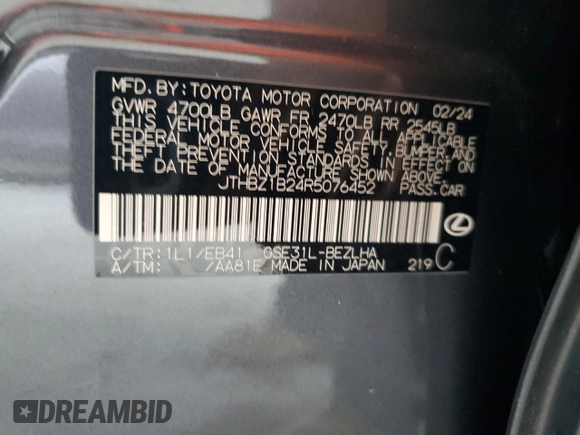 MFD. BY: TOYOTA MOTOR CORPORATION 02/24
GVWR 4700LB GAWR FR 2470LB RR 2545LB
THIS VEHICLE CONFORMS TO ALL APPLICABLE
FEDERAL MOTOR VEHICLE SAFETY, BUMPER, AND
THEFT PREVENTION STANDARDS IN EFFECT ON
THE DATE OF MANUFACTURE SHOWN ABOVE.
JTHBZ1B24R5076452 PASS.CAR
C/TR: 1L1/EB41 GSE31L-BEZLHA C
A/TM: /AA81E MADE IN JAPAN 219
DREAMBID